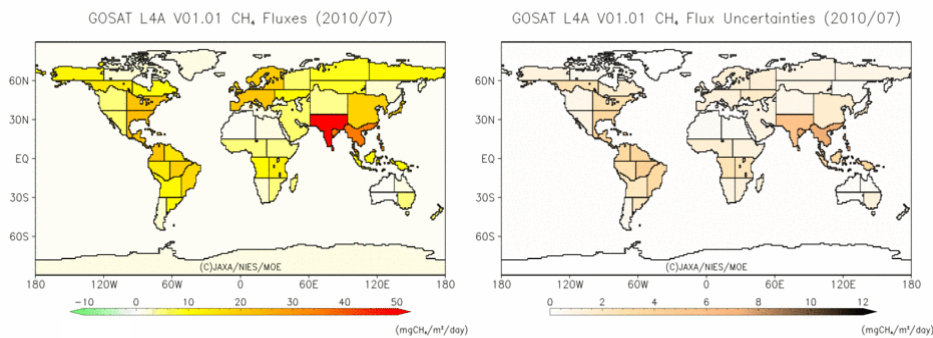 GOSAT L4A V01.01 CH₄ Fluxes (2010/07)
60N
30N
EQ
30S
60S
(C)JAXA/NIES/MOE
180 120W 60W 0 60E 120E 180
-10 0 10 20 30 40 50
(mgCH₄/m²/day)
GOSAT L4A V01.01 CH₄ Flux Uncertainties (2010/07)
60N
30N
EQ
30S
60S
(C)JAXA/NIES/MOE
180 120W 60W 0 60E 120E 180
0 2 4 6 8 10 12
(mgCH₄/m²/day)